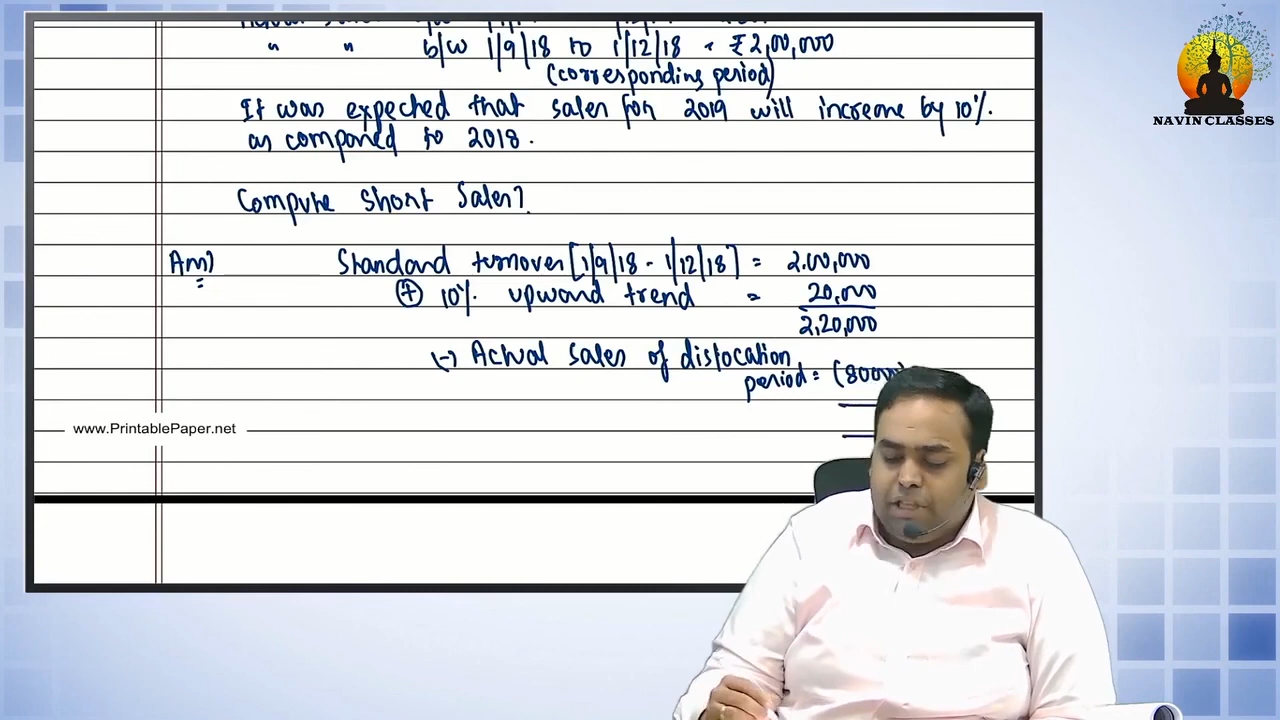 " " b/w 1/9/18 to 1/12/18 = ₹2,00,000
(corresponding period)
It was expected that sales for 2019 will increase by 10%.
as compared to 2018.
Compute Short Sales?
Ans)
Standard turnover [1/9/18 - 1/12/18] = 2,00,000
(+) 10% upward trend = 20,000
2,20,000
(-) Actual sales of dislocation
period = (8000
www.PrintablePaper.net
NAVIN CLASSES